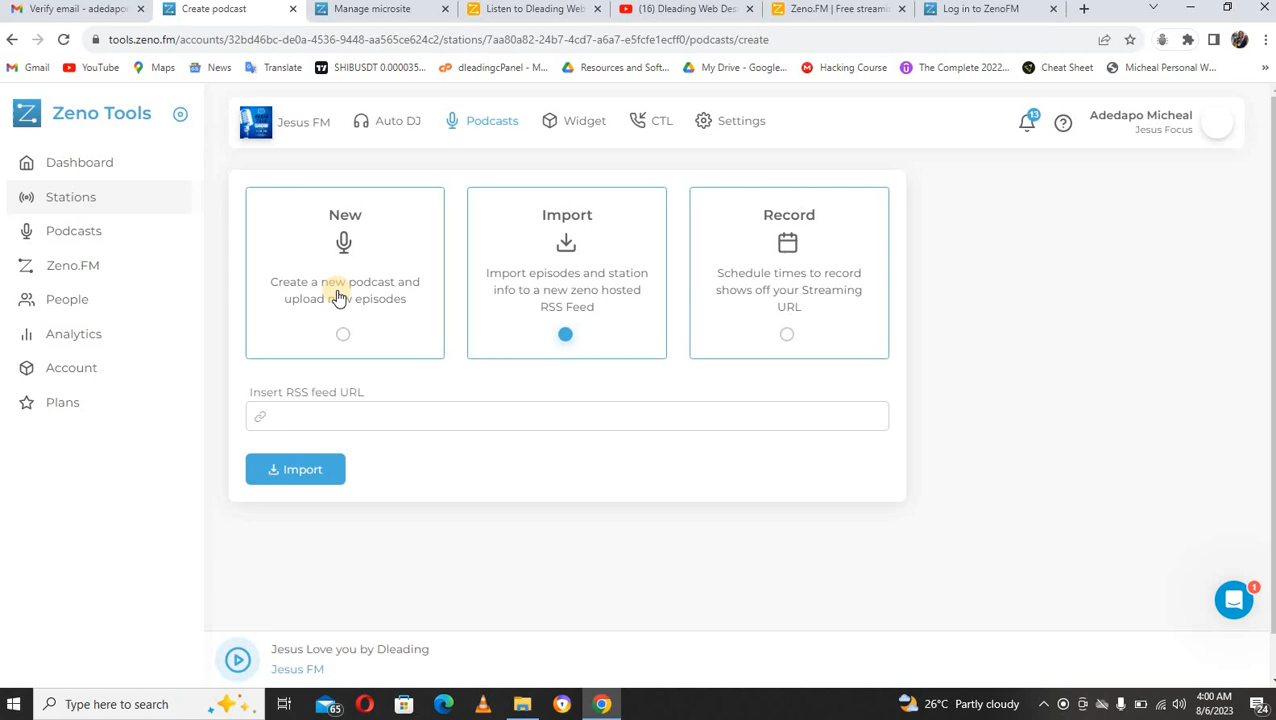 Verify email - adedapor
Create podcast
Manage microsite
Listen to Dleading Web
(16) Dleading Web Des
Zeno.FM | Free streami
Log in to ZenoFM
tools.zeno.fm/accounts/32bd46bc-de0a-4536-9448-aa565ce624c2/stations/7aa80a82-24b7-4cd7-a6a7-e5fcfe1ecff0/podcasts/create
Gmail
YouTube
Maps
News
Translate
SHIBUSDT 0.000035...
dleadingcPanel - M...
Resources and Soft...
My Drive - Google...
Hacking Course
The Complete 2022...
Cheat Sheet
Micheal Personal W...
Zeno Tools
Jesus FM
Auto DJ
Podcasts
Widget
CTL
Settings
13
Adedapo Micheal
Jesus Focus
Dashboard
Stations
Podcasts
Zeno.FM
People
Analytics
Account
Plans
New
Create a new podcast and
upload new episodes
Import
Import episodes and station
info to a new zeno hosted
RSS Feed
Record
Schedule times to record
shows off your Streaming
URL
Insert RSS feed URL
Import
1
Jesus Love you by Dleading
Jesus FM
Type here to search
65
26°C Partly cloudy
4:00 AM
8/6/2023
24